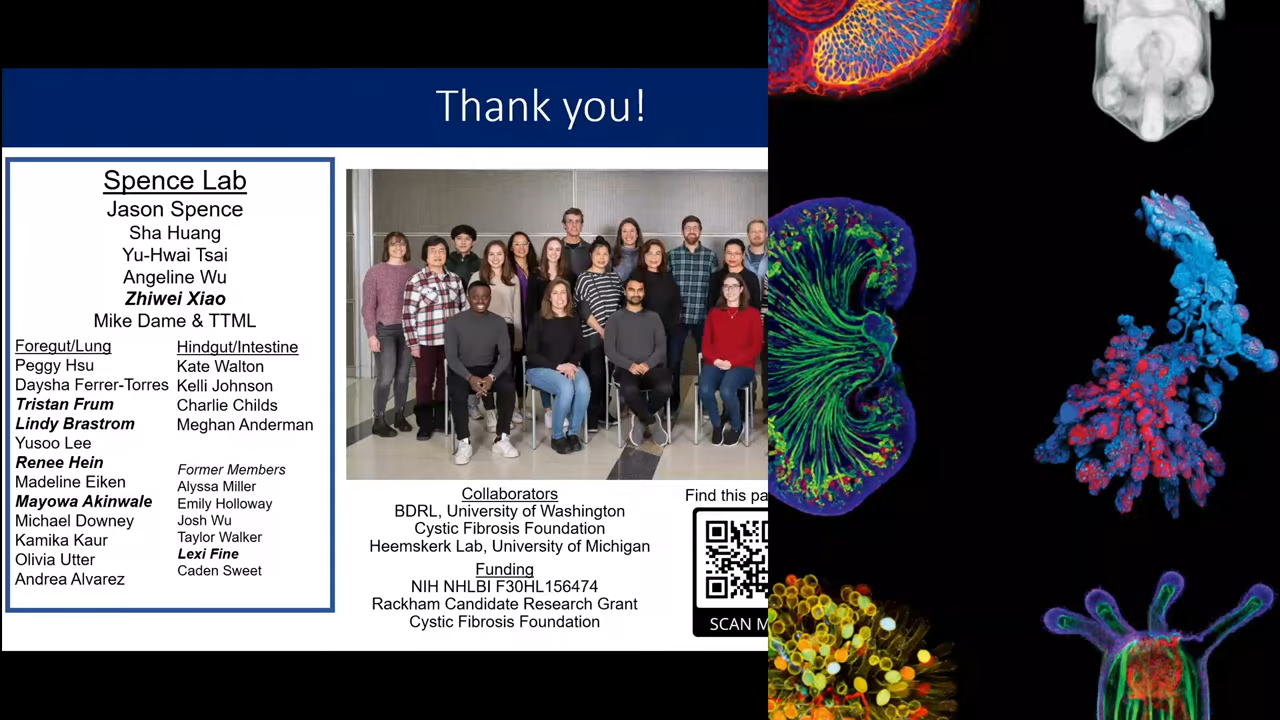 Thank you!
Spence Lab
Jason Spence
Sha Huang
Yu-Hwai Tsai
Angeline Wu
Zhiwei Xiao
Mike Dame & TTML
Foregut/Lung
Peggy Hsu
Daysha Ferrer-Torres
Tristan Frum
Lindy Brastrom
Yusoo Lee
Renee Hein
Madeline Eiken
Mayowa Akinwale
Michael Downey
Kamika Kaur
Olivia Utter
Andrea Alvarez
Hindgut/Intestine
Kate Walton
Kelli Johnson
Charlie Childs
Meghan Anderman
Former Members
Alyssa Miller
Emily Holloway
Josh Wu
Taylor Walker
Lexi Fine
Caden Sweet
Collaborators
BDRL, University of Washington
Cystic Fibrosis Foundation
Heemskerk Lab, University of Michigan
Funding
NIH NHLBI F30HL156474
Rackham Candidate Research Grant
Cystic Fibrosis Foundation
Find this pa
SCAN M